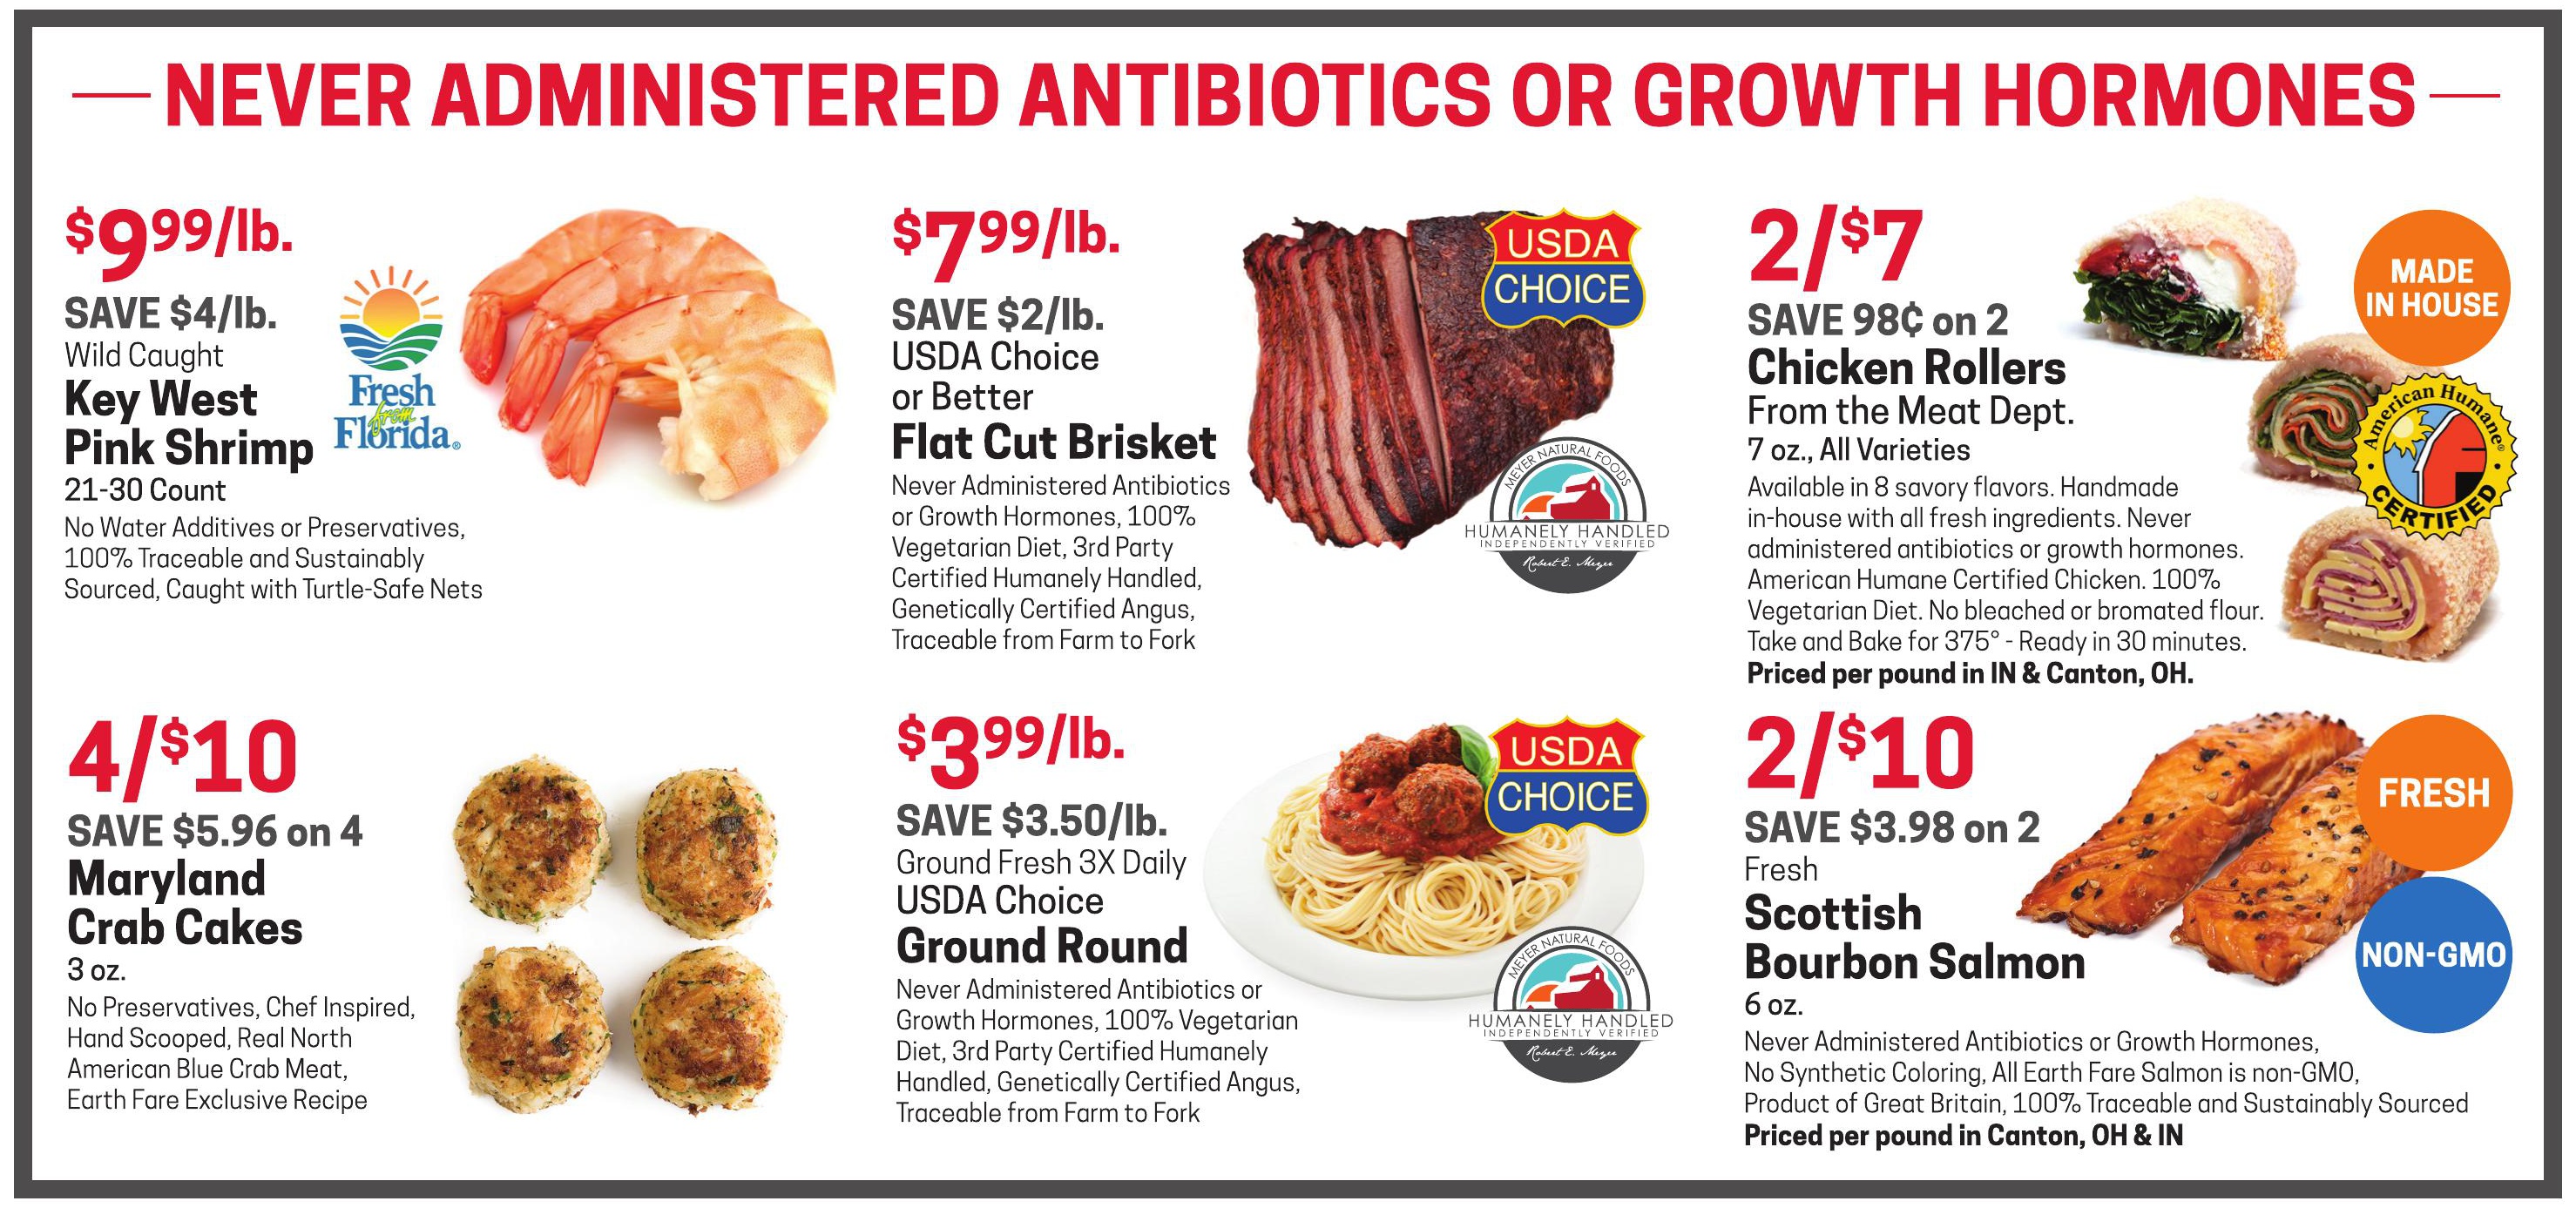 NEVER ADMINISTERED ANTIBIOTICS OR GROWTH HORMONES
$9.99/lb.
SAVE $4/lb.
Wild Caught
Key West
Pink Shrimp
21-30 Count
No Water Additives or Preservatives,
100% Traceable and Sustainably
Sourced, Caught with Turtle-Safe Nets
Fresh
from
Florida®
$7.99/lb.
SAVE $2/lb.
USDA Choice
or Better
Flat Cut Brisket
Never Administered Antibiotics
or Growth Hormones, 100%
Vegetarian Diet, 3rd Party
Certified Humanely Handled,
Genetically Certified Angus,
Traceable from Farm to Fork
USDA
CHOICE
MEYER NATURAL FOODS
HUMANELY HANDLED
INDEPENDENTLY VERIFIED
Robert E. Meyer
2/$7
SAVE 98¢ on 2
Chicken Rollers
From the Meat Dept.
7 oz., All Varieties
Available in 8 savory flavors. Handmade
in-house with all fresh ingredients. Never
administered antibiotics or growth hormones.
American Humane Certified Chicken. 100%
Vegetarian Diet. No bleached or bromated flour.
Take and Bake for 375° - Ready in 30 minutes.
Priced per pound in IN & Canton, OH.
MADE
IN HOUSE
American Humane®
CERTIFIED
4/$10
SAVE $5.96 on 4
Maryland
Crab Cakes
3 oz.
No Preservatives, Chef Inspired,
Hand Scooped, Real North
American Blue Crab Meat,
Earth Fare Exclusive Recipe
$3.99/lb.
SAVE $3.50/lb.
Ground Fresh 3X Daily
USDA Choice
Ground Round
Never Administered Antibiotics or
Growth Hormones, 100% Vegetarian
Diet, 3rd Party Certified Humanely
Handled, Genetically Certified Angus,
Traceable from Farm to Fork
USDA
CHOICE
MEYER NATURAL FOODS
HUMANELY HANDLED
INDEPENDENTLY VERIFIED
Robert E. Meyer
2/$10
SAVE $3.98 on 2
Fresh
Scottish
Bourbon Salmon
6 oz.
Never Administered Antibiotics or Growth Hormones,
No Synthetic Coloring, All Earth Fare Salmon is non-GMO,
Product of Great Britain, 100% Traceable and Sustainably Sourced
Priced per pound in Canton, OH & IN
FRESH
NON-GMO